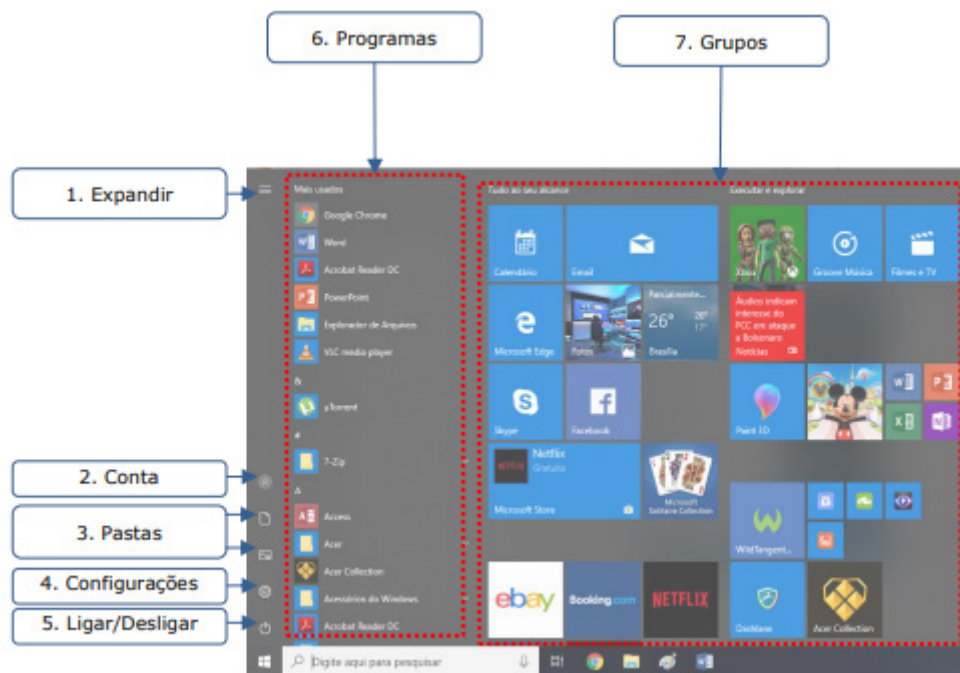 6. Programas
7. Grupos
1. Expandir
2. Conta
3. Pastas
4. Configurações
5. Ligar/Desligar
Mais usados
Google Chrome
Word
Acrobat Reader DC
PowerPoint
Explorador de Arquivos
VLC media player
&
µTorrent
#
7-Zip
A
Access
Acer
Acer Collection
Acessórios do Windows
Acrobat Reader DC
Tudo ao seu alcance
Calendário
Email
Microsoft Edge
Fotos
Parcialmente...
26°
26°
17°
Brasília
Skype
Facebook
Netflix
Gratuito
NETFLIX
Microsoft Store
Microsoft
Solitaire Collection
ebay
Booking.com
NETFLIX
Executar e explorar
Xbox
Groove Música
Filmes e TV
Áudios indicam
interesse do
PCC em ataque
a Bolsonaro
Notícias
Paint 3D
WildTangent...
Dashlane
Acer Collection
Digite aqui para pesquisar